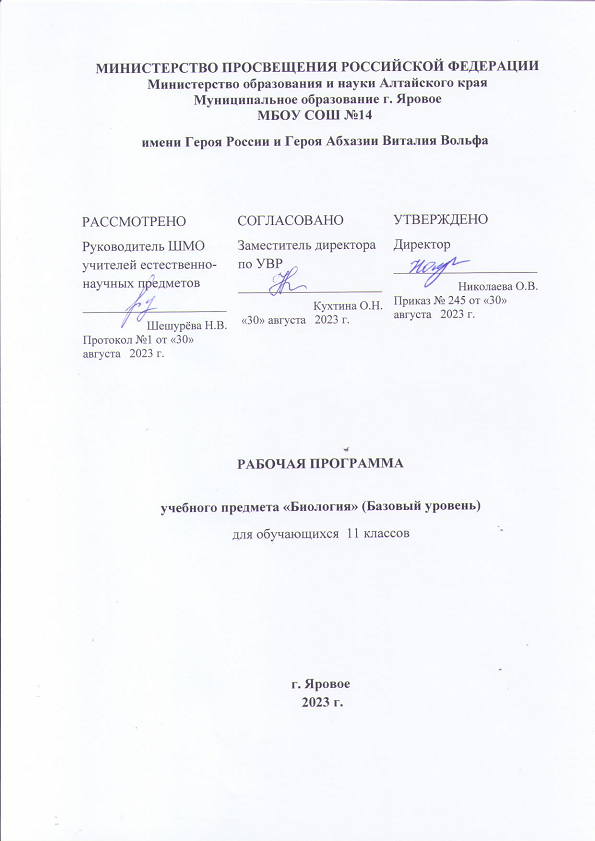 МИНИСТЕРСТВО ПРОСВЕЩЕНИЯ РОССИЙСКОЙ ФЕДЕРАЦИИ
Министерство образования и науки Алтайского края
Муниципальное образование г. Яровое
МБОУ СОШ №14
имени Героя России и Героя Абхазии Виталия Вольфа
РАССМОТРЕНО
Руководитель ШМО
учителей естественно-
научных предметов
Шешурёва Н.В.
Протокол №1 от «30»
августа 2023 г.
СОГЛАСОВАНО
Заместитель директора
по УВР
Кухтина О.Н.
«30» августа 2023 г.
УТВЕРЖДЕНО
Директор
Николаева О.В.
Приказ № 245 от «30»
августа 2023 г.
РАБОЧАЯ ПРОГРАММА
учебного предмета «Биология» (Базовый уровень)
для обучающихся 11 классов
г. Яровое
2023 г.